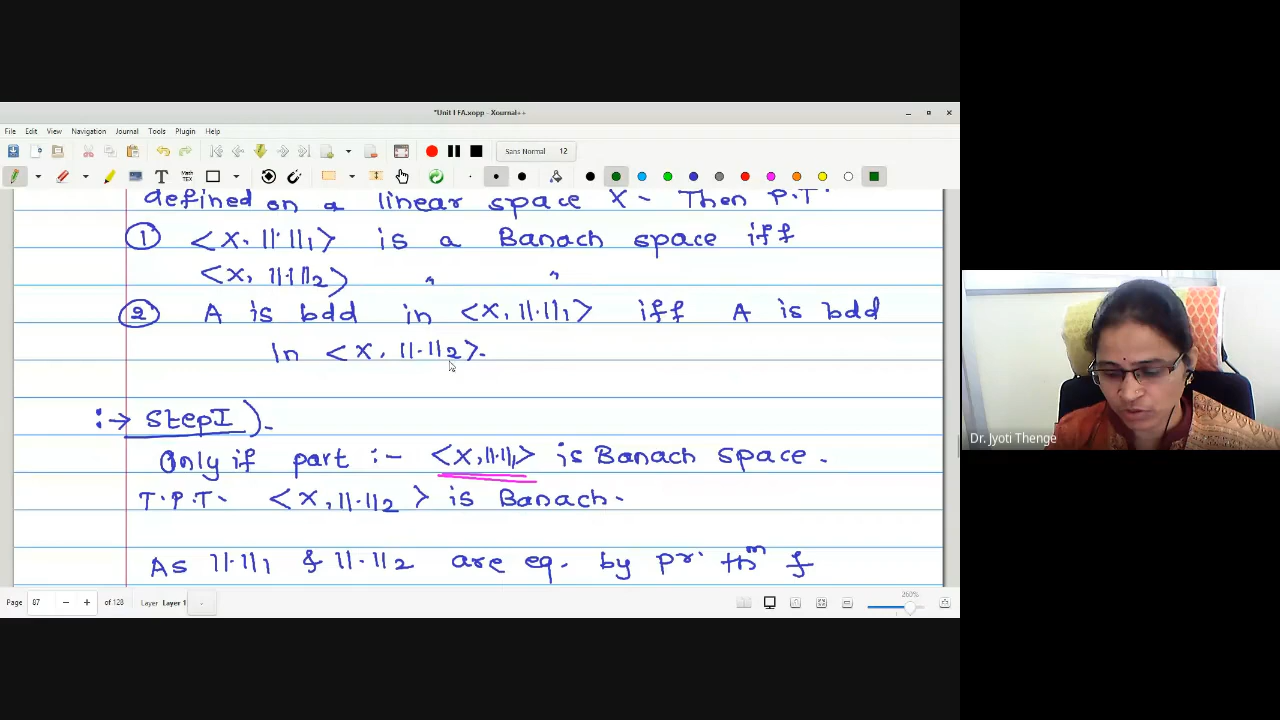 *Unit I FA.xopp - Xournal++
File Edit View Navigation Journal Tools Plugin Help
Sans Normal 12
defined on a linear space X - Then P.T.
① <X, ||·||₁> is a Banach space iff
<X, ||·||₂> " "
② A is bdd in <X, ||·||₁> iff A is bdd
In <X, ||·||₂>.
:→ Step I).
Only if part :- <X, ||·||₁> is Banach space.
T.P.T. <X, ||·||₂> is Banach.
As ||·||₁ & ||·||₂ are eq. by pr. thᵐ f
Dr. Jyoti Thenge
Page 87 of 128 Layer Layer 1 260%